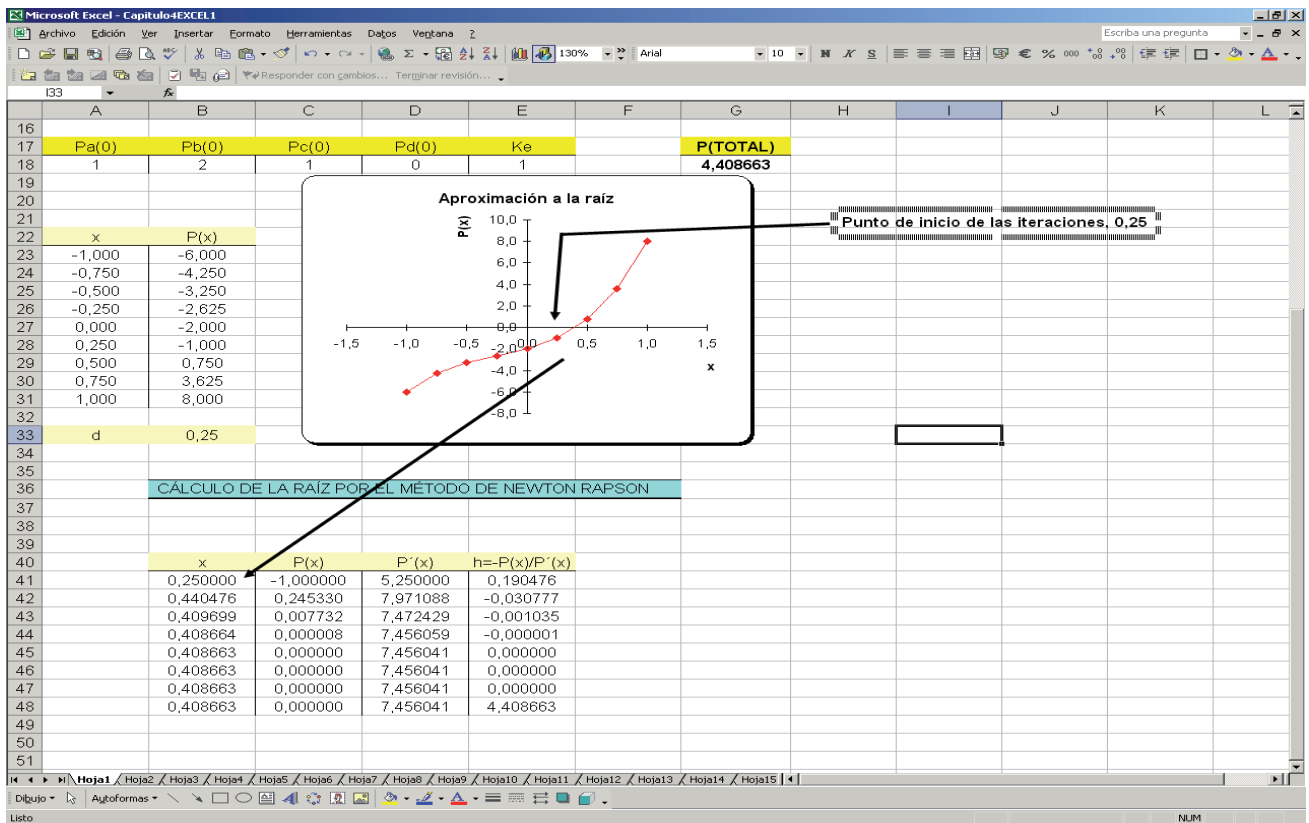 Microsoft Excel - Capitulo4EXCEL1
Archivo Edición Ver Insertar Formato Herramientas Datos Ventana ? Escriba una pregunta
130% Arial 10 N K S € % 000
Responder con cambios... Terminar revisión...
I33 fx
A B C D E F G H I J K L
16
17 Pa(0) Pb(0) Pc(0) Pd(0) Ke P(TOTAL)
18 1 2 1 0 1 4,408663
19
20
21
22 x P(x)
23 -1,000 -6,000
24 -0,750 -4,250
25 -0,500 -3,250
26 -0,250 -2,625
27 0,000 -2,000
28 0,250 -1,000
29 0,500 0,750
30 0,750 3,625
31 1,000 8,000
32
33 d 0,25
34
35
Aproximación a la raíz
P(x)
10,0
8,0
6,0
4,0
2,0
0,0
-2,0
-4,0
-6,0
-8,0
-1,5 -1,0 -0,5 0,0 0,5 1,0 1,5
x
Punto de inicio de las iteraciones, 0,25
36 CÁLCULO DE LA RAÍZ POR EL MÉTODO DE NEWTON RAPSON
37
38
39
40 x P(x) P´(x) h=-P(x)/P´(x)
41 0,250000 -1,000000 5,250000 0,190476
42 0,440476 0,245330 7,971088 -0,030777
43 0,409699 0,007732 7,472429 -0,001035
44 0,408664 0,000008 7,456059 -0,000001
45 0,408663 0,000000 7,456041 0,000000
46 0,408663 0,000000 7,456041 0,000000
47 0,408663 0,000000 7,456041 0,000000
48 0,408663 0,000000 7,456041 4,408663
49
50
51
Hoja1 Hoja2 Hoja3 Hoja4 Hoja5 Hoja6 Hoja7 Hoja8 Hoja9 Hoja10 Hoja11 Hoja12 Hoja13 Hoja14 Hoja15
Dibujo Autoformas
Listo NUM